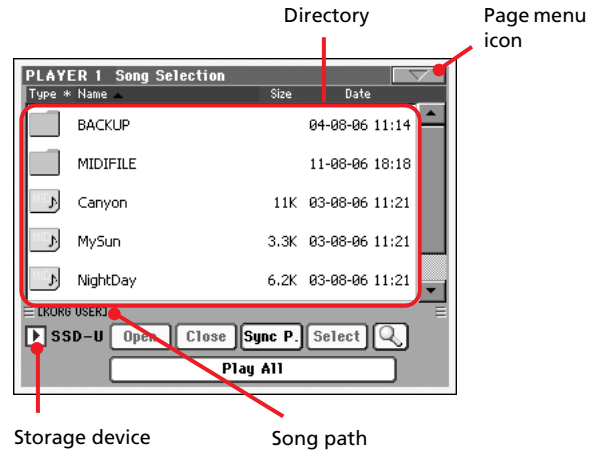 Directory
Page menu
icon
PLAYER 1 Song Selection
Type * Name Size Date
BACKUP 04-08-06 11:14
MIDIFILE 11-08-06 18:18
Canyon 11K 03-08-06 11:21
MySun 3.3K 03-08-06 11:21
NightDay 6.2K 03-08-06 11:21
[KORG USER]
SSD-U Open Close Sync P. Select
Play All
Storage device
Song path